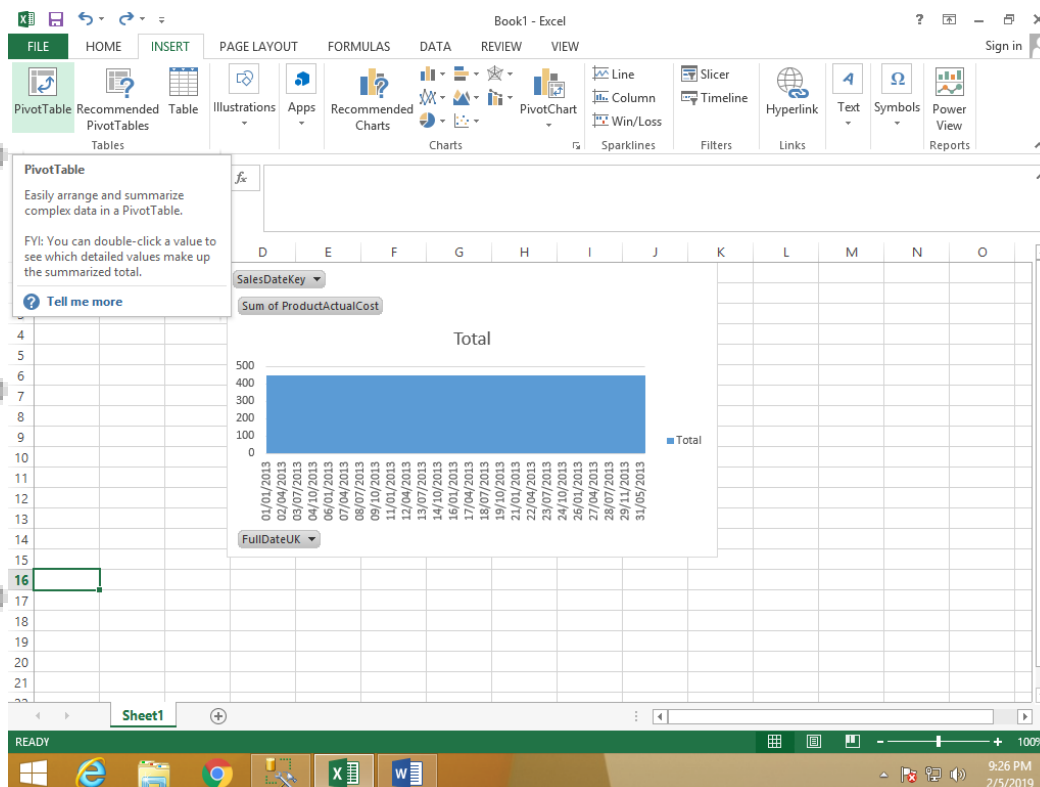 Book1 - Excel
?
FILE HOME INSERT PAGE LAYOUT FORMULAS DATA REVIEW VIEW Sign in
PivotTable Recommended PivotTables Table Illustrations Apps Recommended Charts PivotChart Line Column Win/Loss Slicer Timeline Hyperlink Text Symbols Power View
Tables Charts Sparklines Filters Links Reports
PivotTable
Easily arrange and summarize
complex data in a PivotTable.
FYI: You can double-click a value to
see which detailed values make up
the summarized total.
? Tell me more
fx
D E F G H I J K L M N O
SalesDateKey
Sum of ProductActualCost
Total
500
400
300
200
100
0
Total
01/01/2013
02/04/2013
03/07/2013
04/10/2013
06/01/2013
07/04/2013
08/07/2013
09/10/2013
11/01/2013
12/04/2013
13/07/2013
14/10/2013
16/01/2013
17/04/2013
18/07/2013
19/10/2013
21/01/2013
22/04/2013
23/07/2013
24/10/2013
26/01/2013
27/04/2013
28/07/2013
29/11/2013
31/05/2013
FullDateUK
4
5
6
7
8
9
10
11
12
13
14
15
16
17
18
19
20
21
Sheet1
READY
100%
9:26 PM
2/5/2019